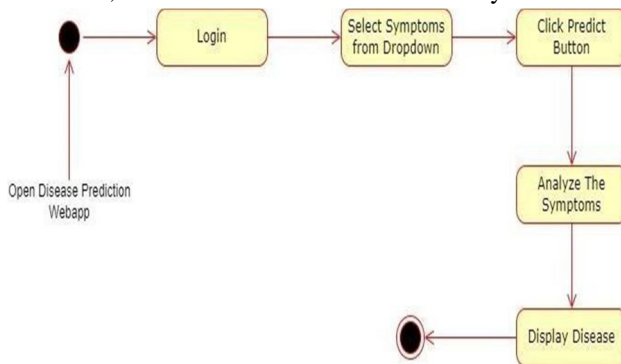 Login
Select Symptoms
from Dropdown
Click Predict
Button
Open Disease Prediction
Webapp
Analyze The
Symptoms
Display Disease